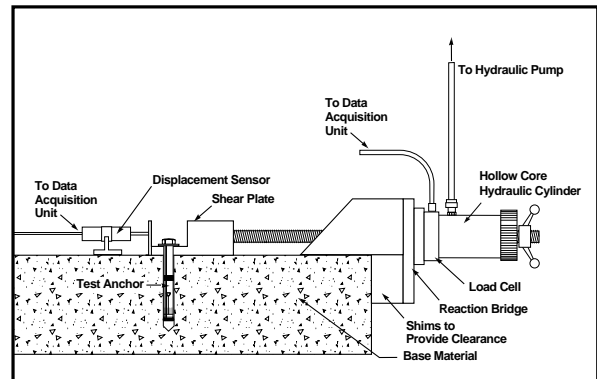 To Hydraulic Pump
To Data
Acquisition
Unit
Hollow Core
Hydraulic Cylinder
To Data
Acquisition
Unit
Displacement Sensor
Shear Plate
Test Anchor
Load Cell
Reaction Bridge
Shims to
Provide Clearance
Base Material